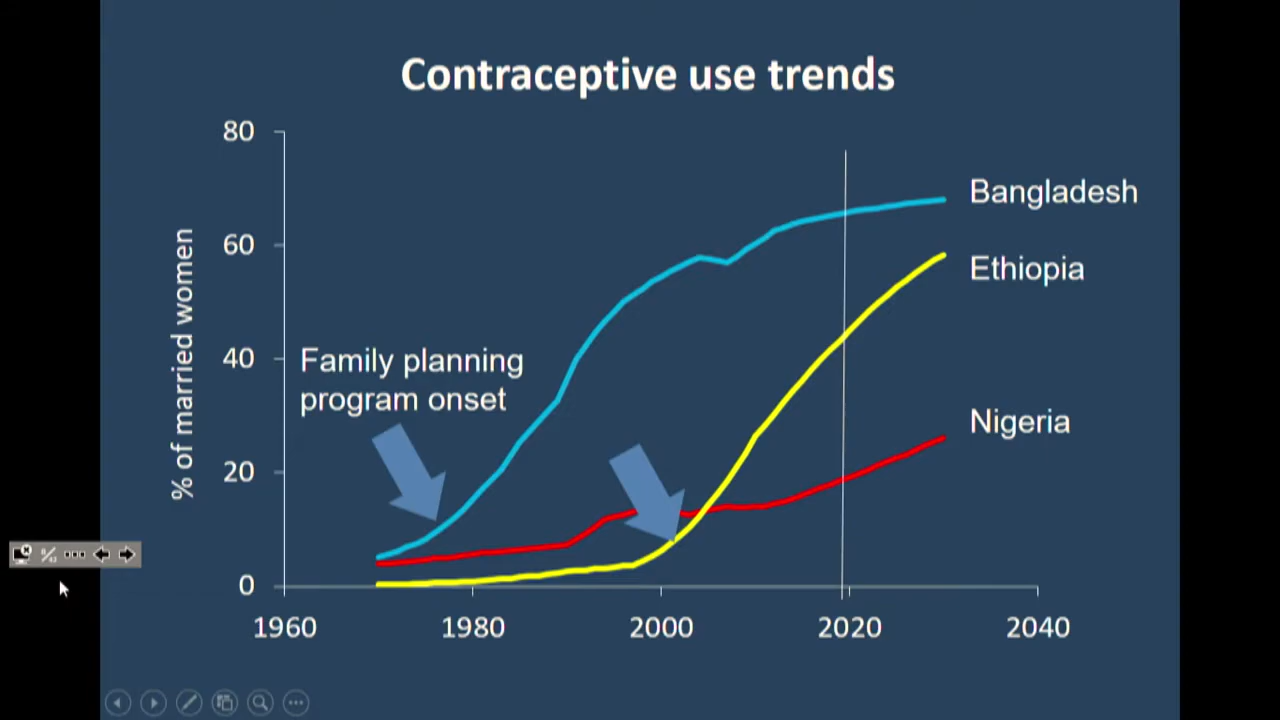 Contraceptive use trends
80
60
40
20
0
% of married women
Family planning
program onset
Bangladesh
Ethiopia
Nigeria
1960
1980
2000
2020
2040